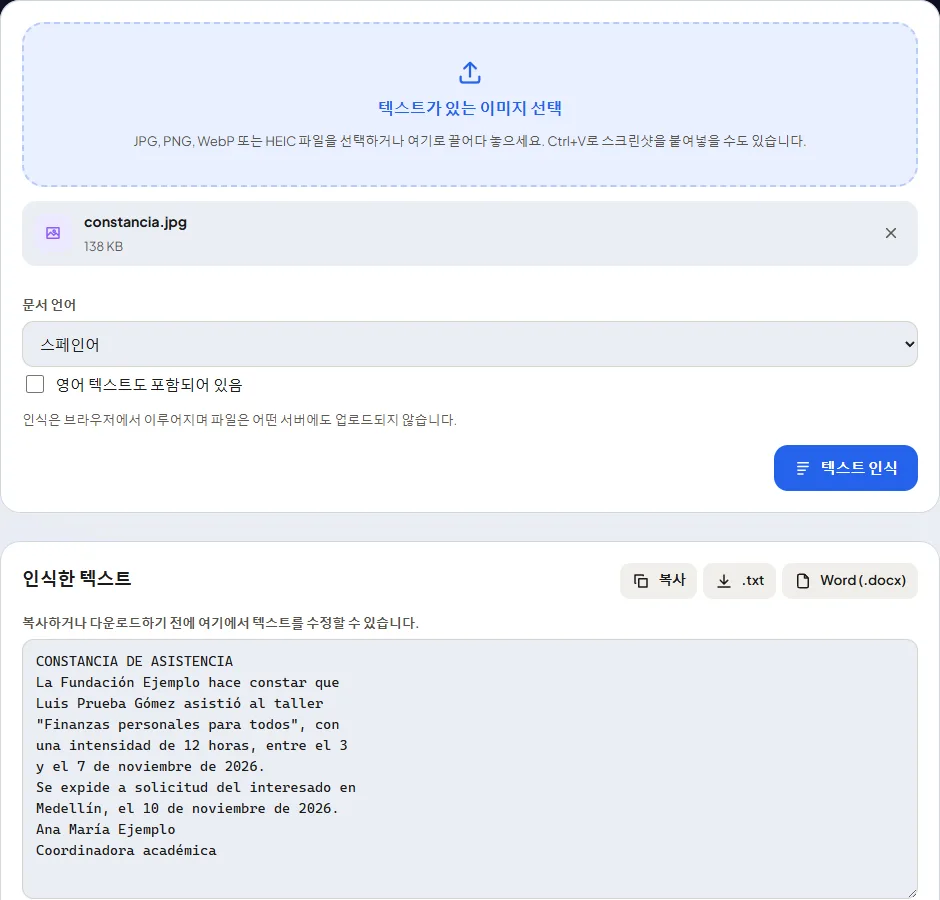 텍스트가 있는 이미지 선택
JPG, PNG, WebP 또는 HEIC 파일을 선택하거나 여기로 끌어다 놓으세요. Ctrl+V로 스크린샷을 붙여넣을 수도 있습니다.
constancia.jpg
138 KB
문서 언어
스페인어
영어 텍스트도 포함되어 있음
인식은 브라우저에서 이루어지며 파일은 어떤 서버에도 업로드되지 않습니다.
텍스트 인식
인식한 텍스트
복사
.txt
Word (.docx)
복사하거나 다운로드하기 전에 여기에서 텍스트를 수정할 수 있습니다.
CONSTANCIA DE ASISTENCIA
La Fundación Ejemplo hace constar que
Luis Prueba Gómez asistió al taller
"Finanzas personales para todos", con
una intensidad de 12 horas, entre el 3
y el 7 de noviembre de 2026.
Se expide a solicitud del interesado en
Medellín, el 10 de noviembre de 2026.
Ana María Ejemplo
Coordinadora académica